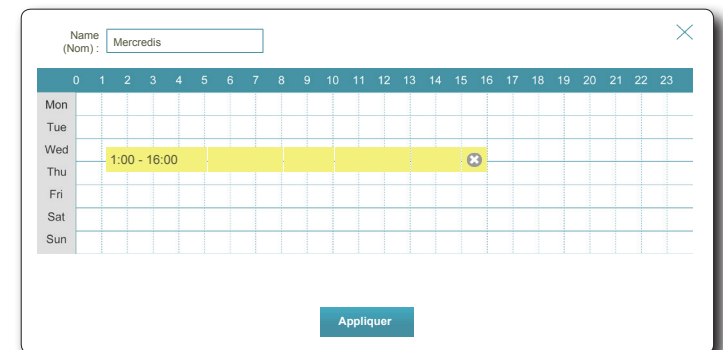 Name
(Nom) :
Mercredis
0 1 2 3 4 5 6 7 8 9 10 11 12 13 14 15 16 17 18 19 20 21 22 23
Mon
Tue
Wed
1:00 - 16:00
Thu
Fri
Sat
Sun
Appliquer